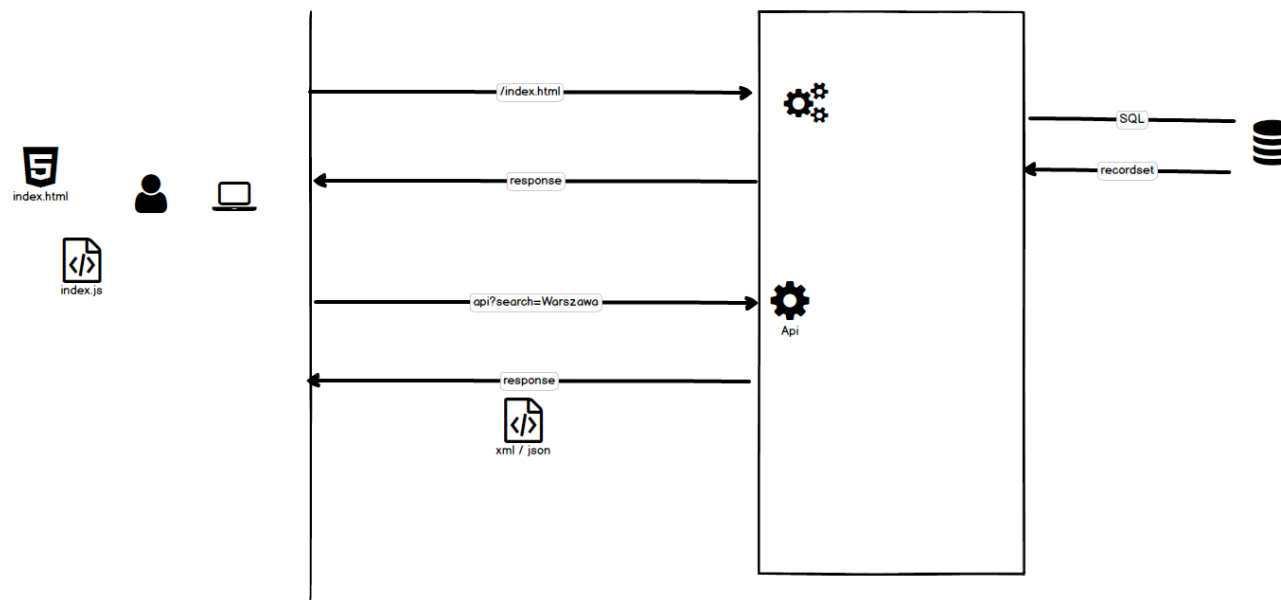 /index.html
SQL
recordset
response
index.html
index.js
api?search=Warszawa
Api
response
xml / json